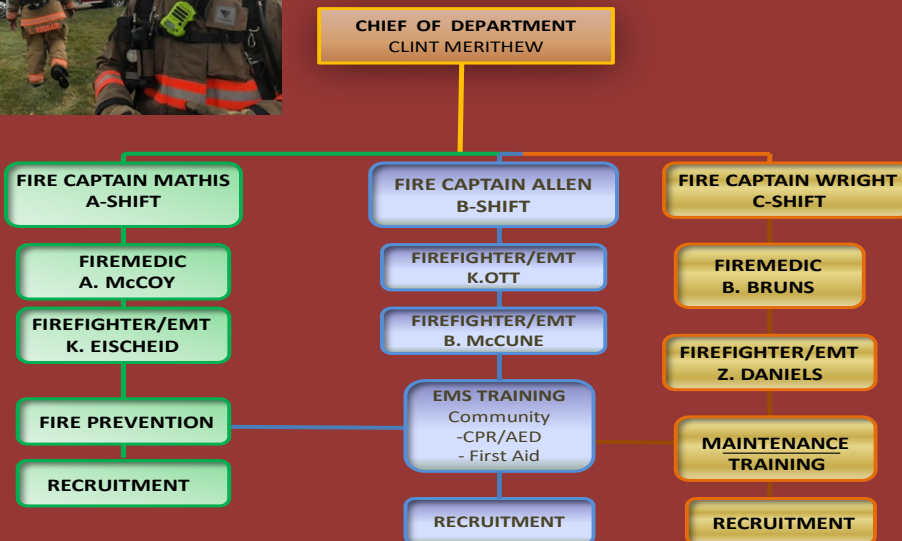 CHIEF OF DEPARTMENT
CLINT MERITHEW
FIRE CAPTAIN MATHIS
A-SHIFT
FIREMEDIC
A. McCOY
FIREFIGHTER/EMT
K. EISCHEID
FIRE PREVENTION
RECRUITMENT
FIRE CAPTAIN ALLEN
B-SHIFT
FIREFIGHTER/EMT
K.OTT
FIREFIGHTER/EMT
B. McCUNE
EMS TRAINING
Community
-CPR/AED
- First Aid
RECRUITMENT
FIRE CAPTAIN WRIGHT
C-SHIFT
FIREMEDIC
B. BRUNS
FIREFIGHTER/EMT
Z. DANIELS
MAINTENANCE
TRAINING
RECRUITMENT